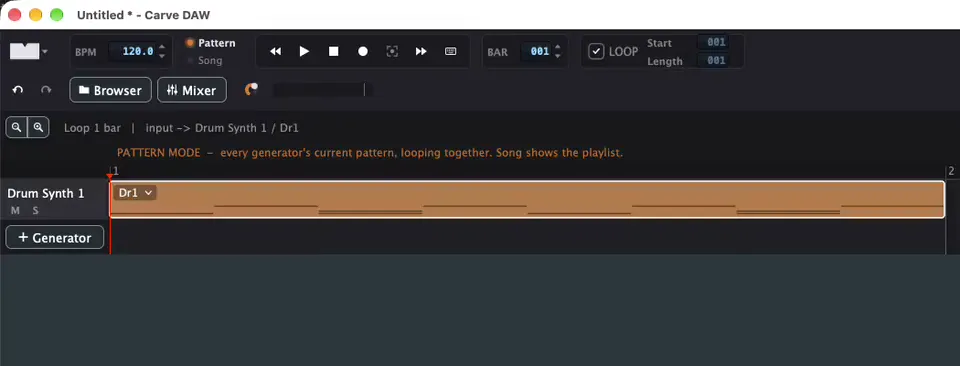 Untitled * - Carve DAW
BPM 120.0 Pattern Song BAR 001 LOOP Start 001 Length 001
Browser Mixer
Loop 1 bar | input -> Drum Synth 1 / Dr1
PATTERN MODE – every generator's current pattern, looping together. Song shows the playlist.
1 2
Drum Synth 1 Dr1
M S
+ Generator